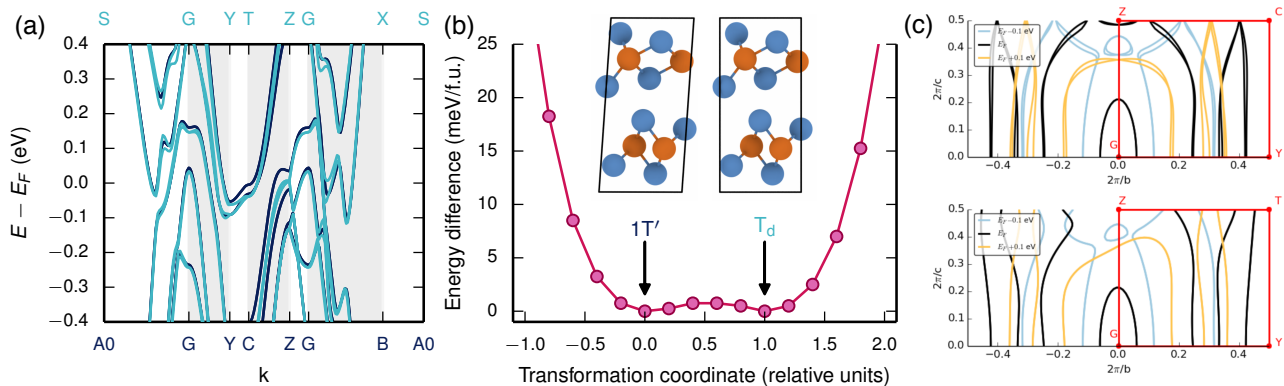 (a)
S G Y T Z G X S
0.4
0.3
0.2
0.1
0.0
−0.1
−0.2
−0.3
−0.4
E − E_F (eV)
A0 G Y C Z G B A0
k
(b)
25
20
15
10
5
0
Energy difference (meV/f.u.)
1T′
T_d
−1.0 −0.5 0.0 0.5 1.0 1.5 2.0
Transformation coordinate (relative units)
(c)
Z C
0.5
0.4
0.3
0.2
0.1
0.0
2π/c
E_F−0.1 eV
E_F
E_F+0.1 eV
G Y
−0.4 −0.2 0.0 0.2 0.4
2π/b
Z T
0.5
0.4
0.3
0.2
0.1
0.0
2π/c
E_F−0.1 eV
E_F
E_F+0.1 eV
G Y
−0.4 −0.2 0.0 0.2 0.4
2π/b